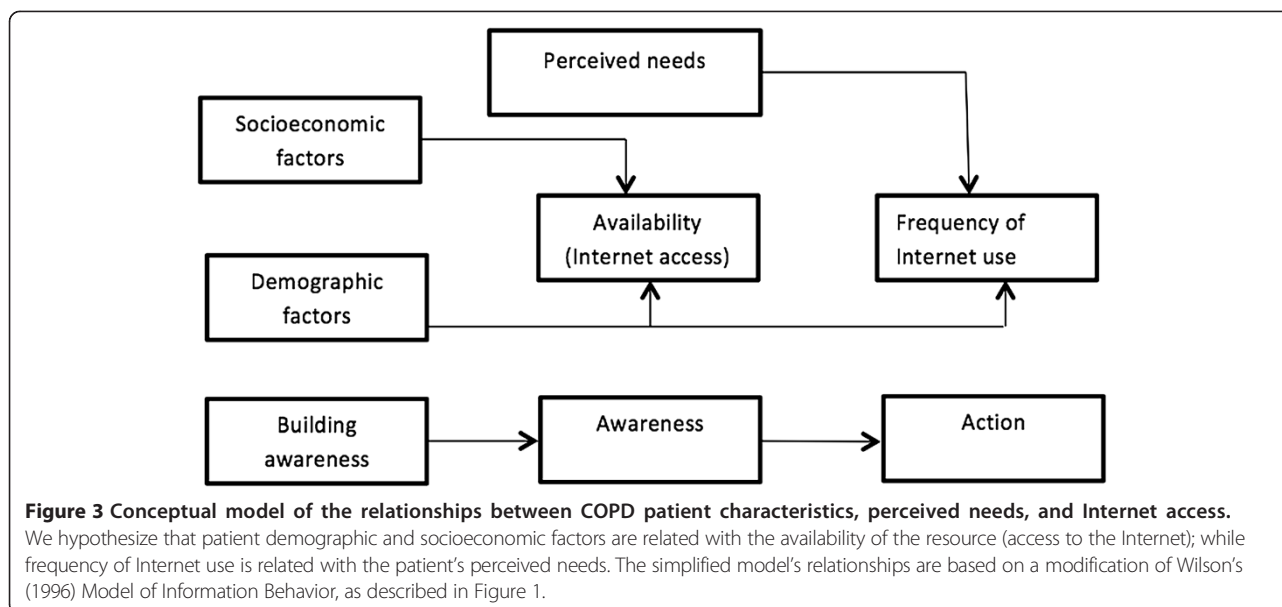 Perceived needs
Socioeconomic
factors
Availability
(Internet access)
Frequency of
Internet use
Demographic
factors
Building
awareness
Awareness
Action
Figure 3 Conceptual model of the relationships between COPD patient characteristics, perceived needs, and Internet access.
We hypothesize that patient demographic and socioeconomic factors are related with the availability of the resource (access to the Internet); while
frequency of Internet use is related with the patient's perceived needs. The simplified model's relationships are based on a modification of Wilson's
(1996) Model of Information Behavior, as described in Figure 1.